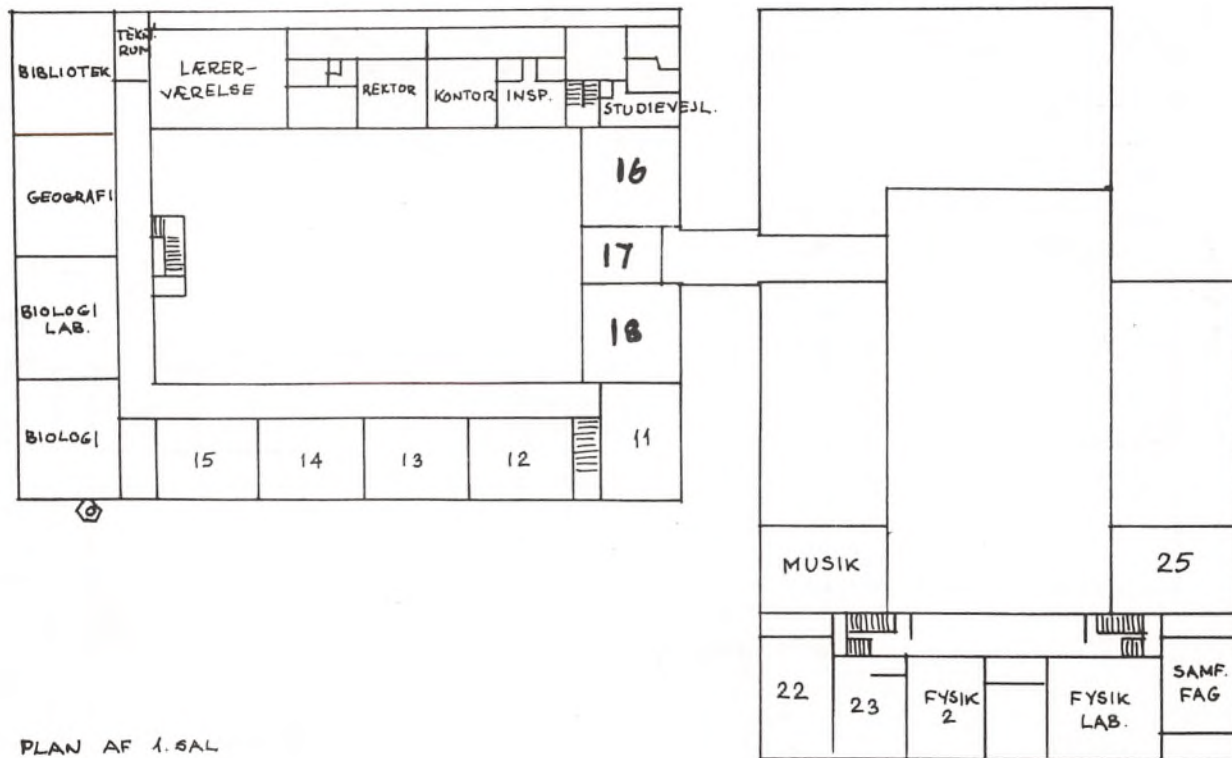 BIBLIOTEK
TEKN.
RUM
LÆRER-
VÆRELSE
REKTOR
KONTOR
INSP.
STUDIEVEJL.
GEOGRAFI
16
17
BIOLOGI
LAB.
18
BIOLOGI
15
14
13
12
11
MUSIK
25
22
23
FYSIK
2
FYSIK
LAB.
SAMF.
FAG
PLAN AF 1. SAL